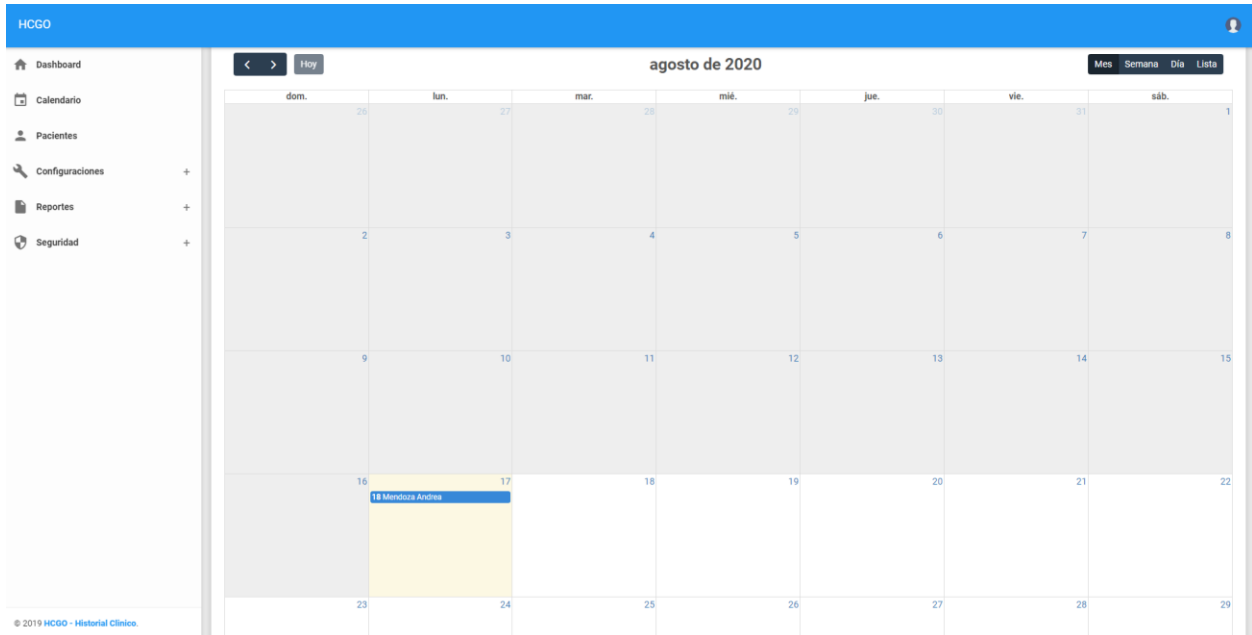 HCGO
Dashboard
Calendario
Pacientes
Configuraciones +
Reportes +
Seguridad +
© 2019 HCGO - Historial Clinico.
< > Hoy
agosto de 2020
Mes Semana Día Lista
dom. lun. mar. mié. jue. vie. sáb.
26 27 28 29 30 31 1
2 3 4 5 6 7 8
9 10 11 12 13 14 15
16 17 18 19 20 21 22
18 Mendoza Andrea
23 24 25 26 27 28 29